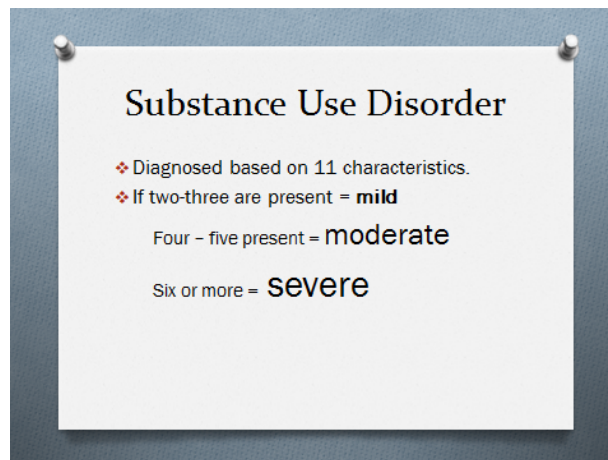 Substance Use Disorder
❖Diagnosed based on 11 characteristics.
❖If two-three are present = mild
Four – five present = moderate
Six or more = severe